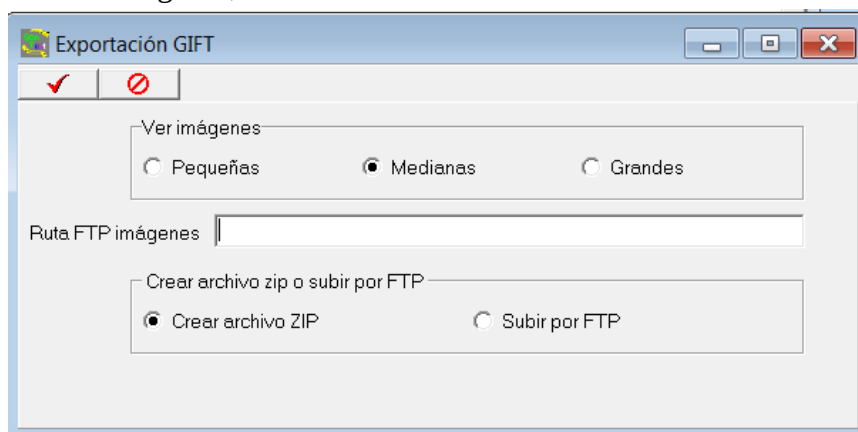 Exportación GIFT
Ver imágenes
Pequeñas Medianas Grandes
Ruta FTP imágenes
Crear archivo zip o subir por FTP
Crear archivo ZIP Subir por FTP